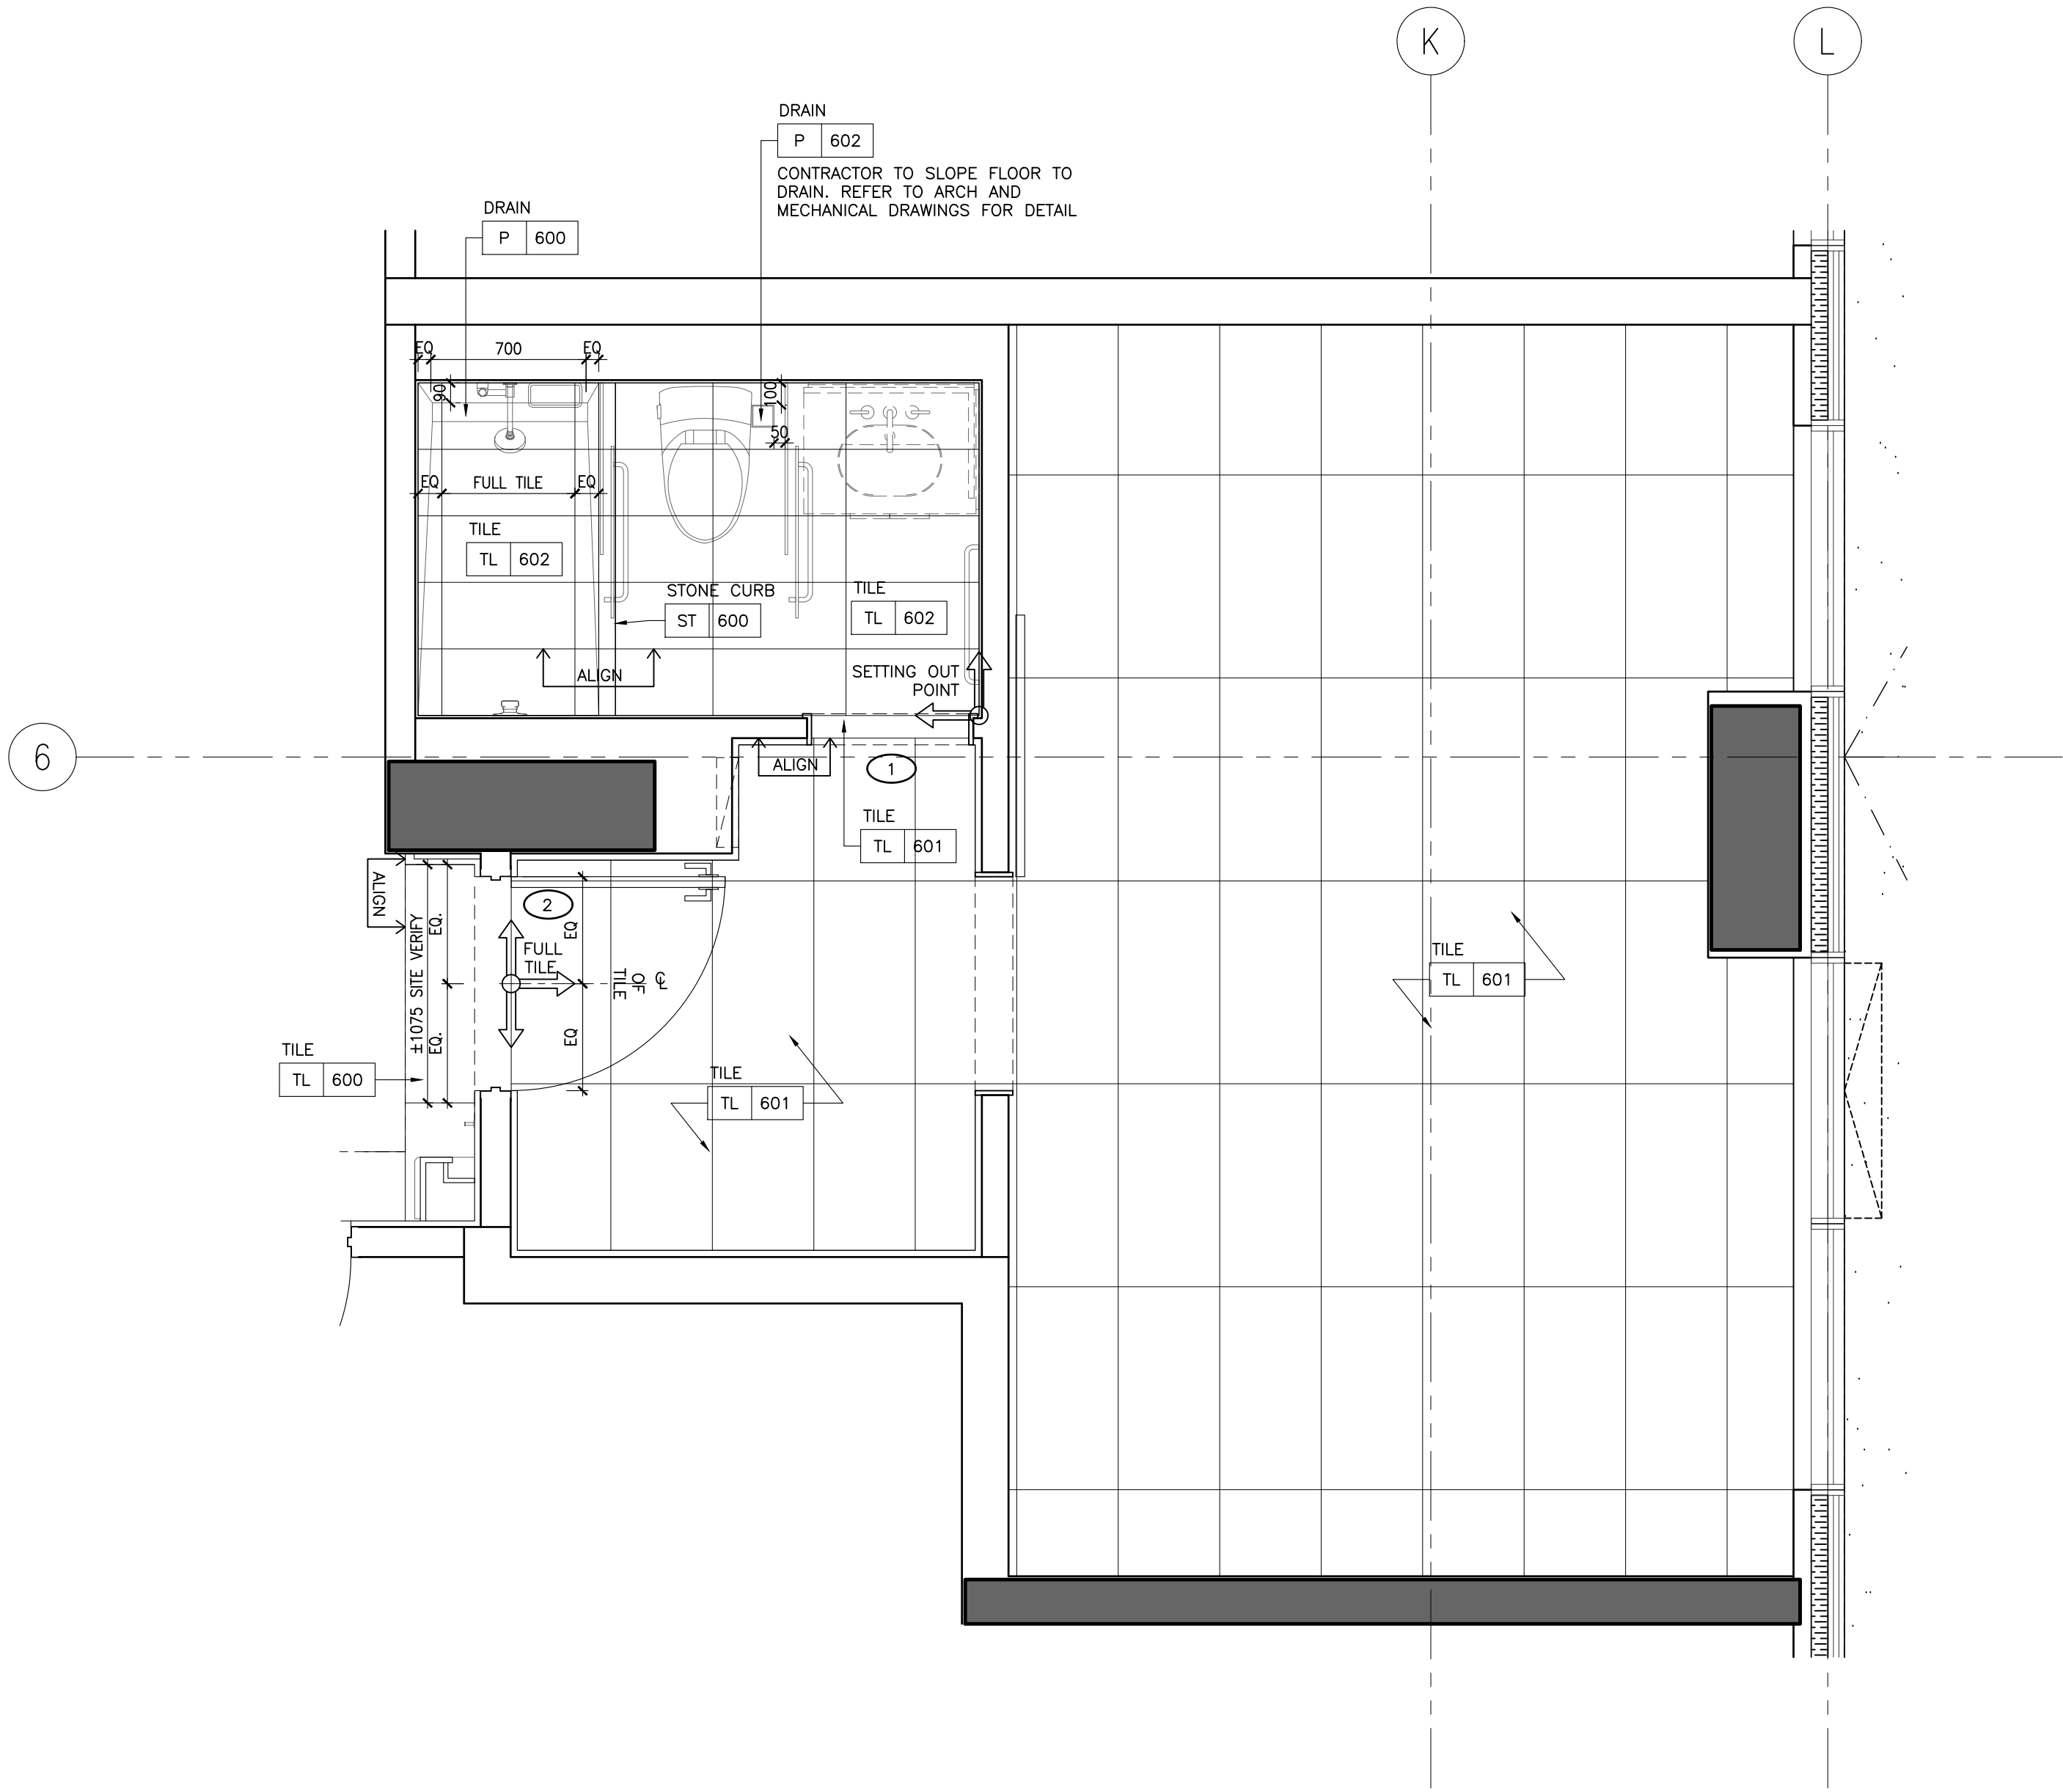 K
L
DRAIN
P 602
CONTRACTOR TO SLOPE FLOOR TO
DRAIN. REFER TO ARCH AND
MECHANICAL DRAWINGS FOR DETAIL
DRAIN
P 600
EQ
700
EQ
90
100
50
EQ
FULL TILE
EQ
TILE
TL 602
STONE CURB
ST 600
TILE
TL 602
ALIGN
SETTING OUT
POINT
6
ALIGN
1
TILE
TL 601
ALIGN
2
±1075 SITE VERIFY
EQ.
EQ.
EQ
EQ
FULL
TILE
℄
OF
TILE
TILE
TL 601
TILE
TL 600
TILE
TL 601